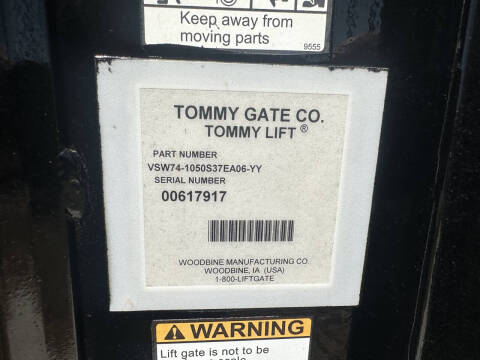 Keep away from
moving parts
9555
TOMMY GATE CO.
TOMMY LIFT ®
PART NUMBER
VSW74-1050S37EA06-YY
SERIAL NUMBER
00617917
WOODBINE MANUFACTURING CO.
WOODBINE, IA (USA)
1-800-LIFTGATE
WARNING
Lift gate is not to be